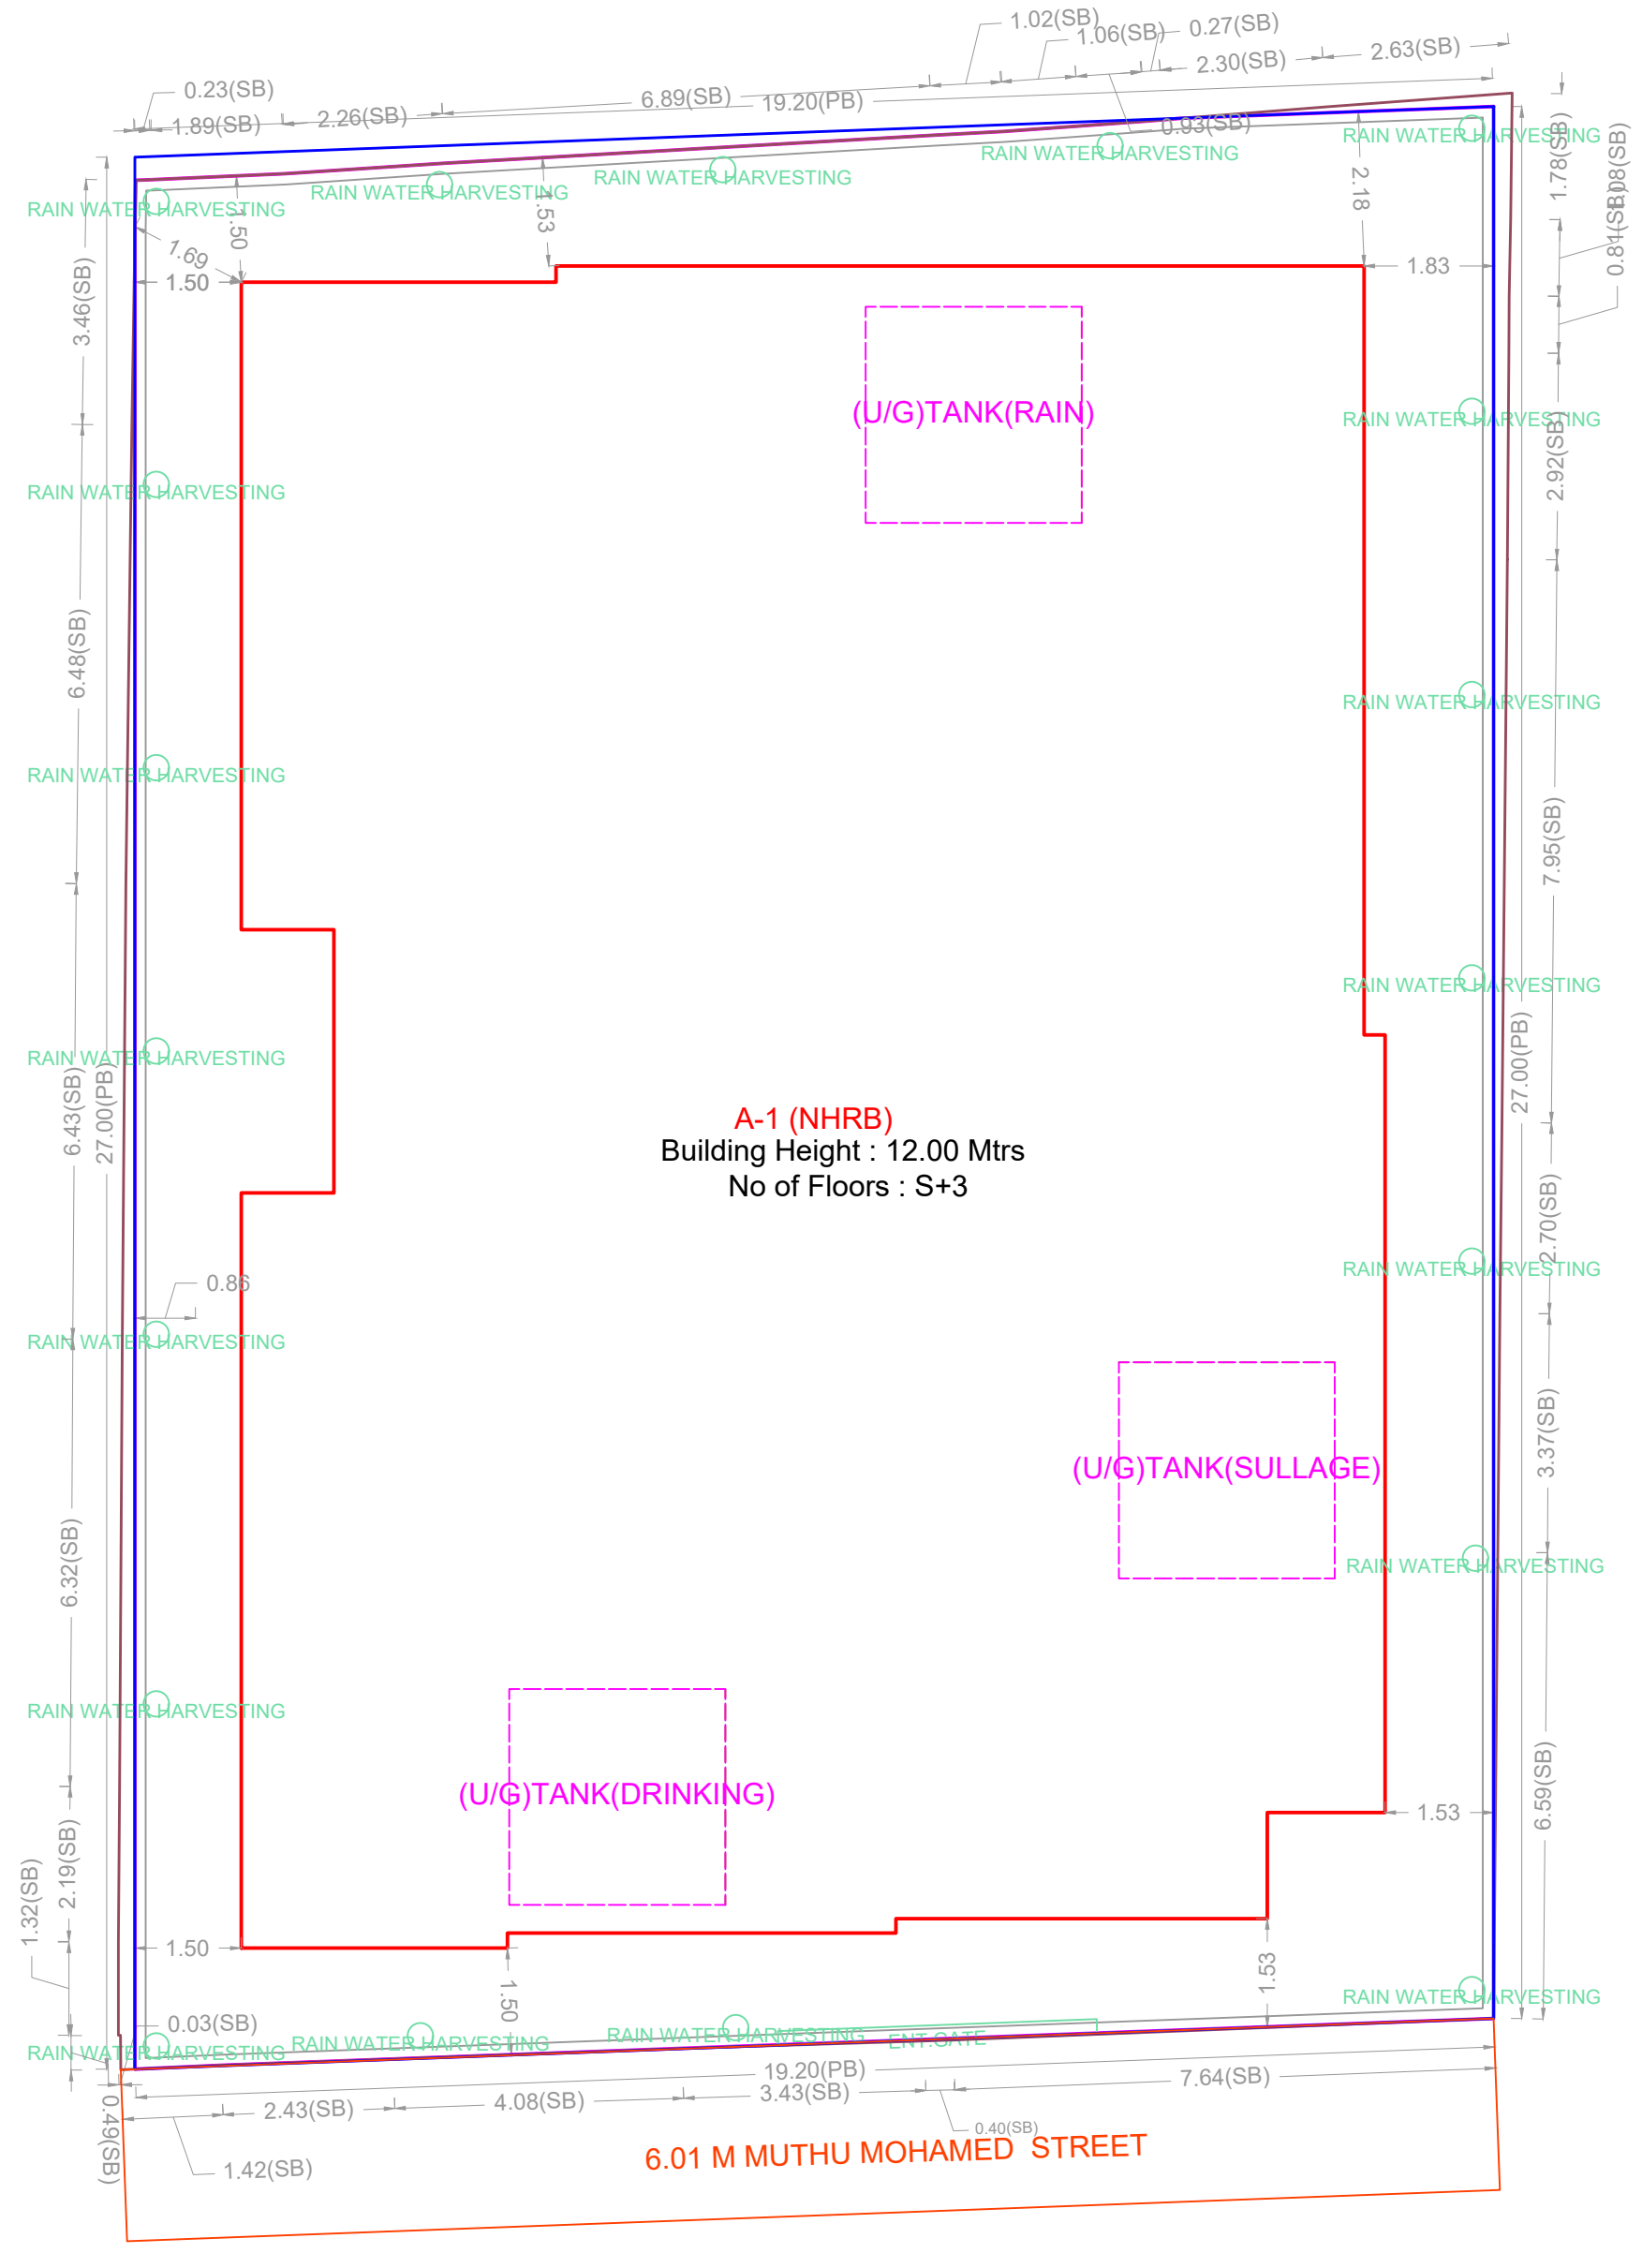 1.02(SB)
1.06(SB)
0.27(SB)
2.30(SB)
2.63(SB)
0.23(SB)
1.89(SB)
2.26(SB)
6.89(SB)
19.20(PB)
0.93(SB)
RAIN WATER HARVESTING
RAIN WATER HARVESTING
RAIN WATER HARVESTING
RAIN WATER HARVESTING
RAIN WATER HARVESTING
1.78(SB)
1.08(SB)
0.81(SB)
1.50
1.53
2.18
1.69
1.50
1.83
3.46(SB)
(U/G)TANK(RAIN)
RAIN WATER HARVESTING
2.92(SB)
RAIN WATER HARVESTING
6.48(SB)
RAIN WATER HARVESTING
RAIN WATER HARVESTING
7.95(SB)
RAIN WATER HARVESTING
RAIN WATER HARVESTING
27.00(PB)
6.43(SB)
27.00(PB)
A-1 (NHRB)
Building Height : 12.00 Mtrs
No of Floors : S+3
2.70(SB)
RAIN WATER HARVESTING
0.86
RAIN WATER HARVESTING
3.37(SB)
(U/G)TANK(SULLAGE)
6.32(SB)
RAIN WATER HARVESTING
RAIN WATER HARVESTING
(U/G)TANK(DRINKING)
6.59(SB)
1.53
2.19(SB)
1.32(SB)
1.50
1.50
1.53
RAIN WATER HARVESTING
0.03(SB)
RAIN WATER HARVESTING
RAIN WATER HARVESTING
RAIN WATER HARVESTING
ENT.GATE
19.20(PB)
7.64(SB)
3.43(SB)
4.08(SB)
2.43(SB)
0.49(SB)
0.40(SB)
1.42(SB)
6.01 M MUTHU MOHAMED STREET